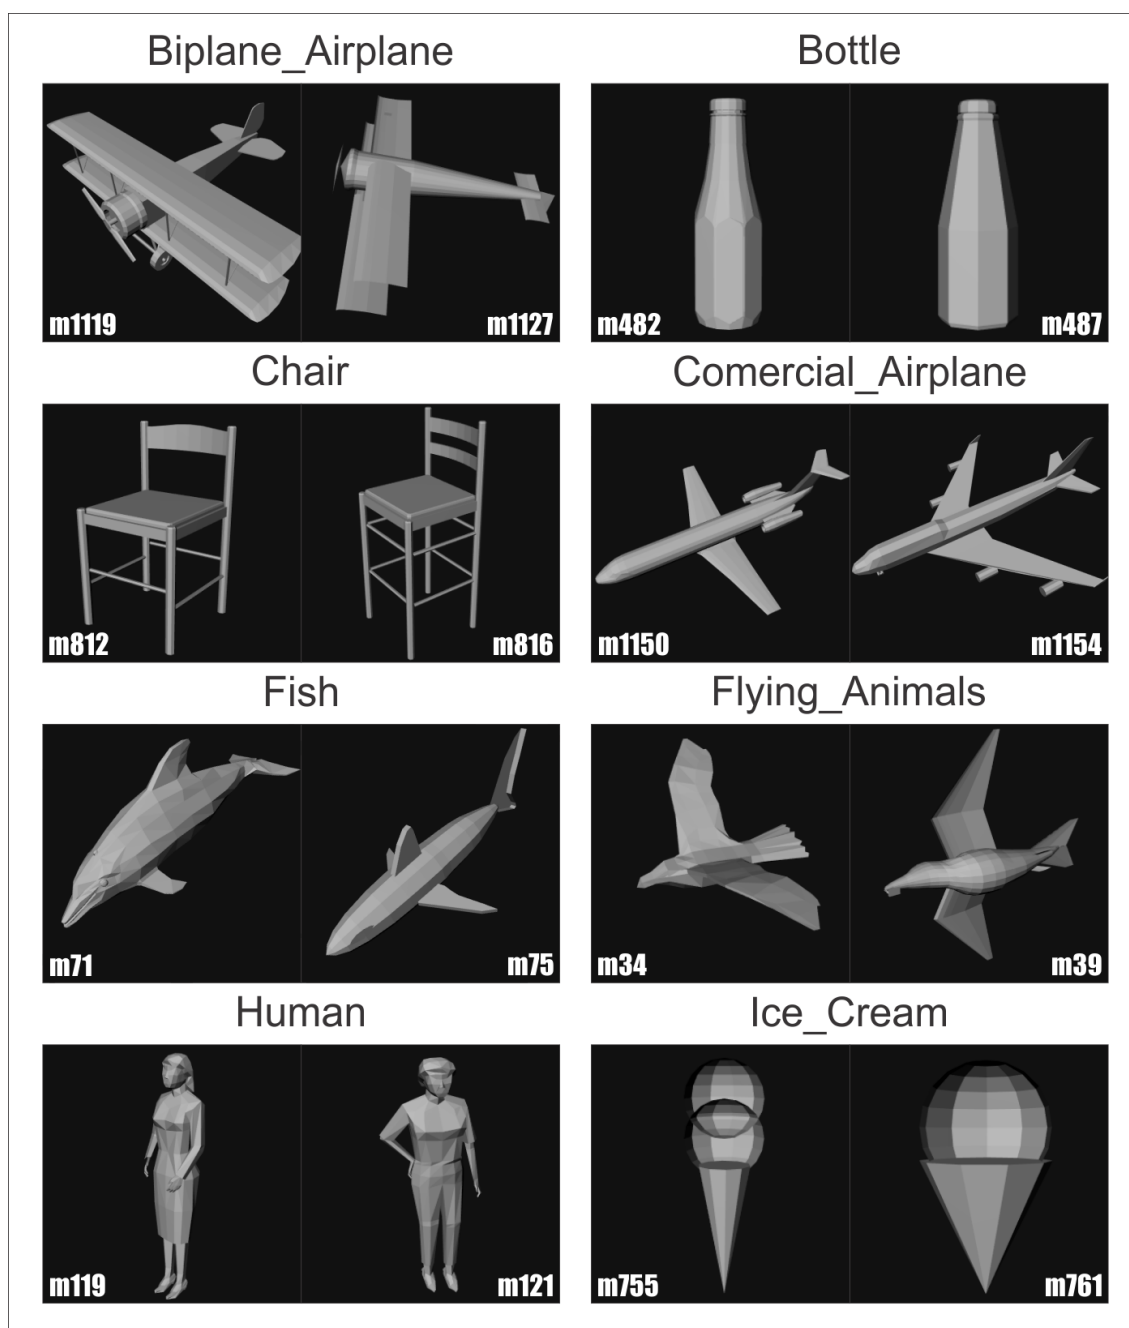 Biplane_Airplane
Bottle
m1119
m1127
m482
m487
Chair
Comercial_Airplane
m812
m816
m1150
m1154
Fish
Flying_Animals
m71
m75
m34
m39
Human
Ice_Cream
m119
m121
m755
m761